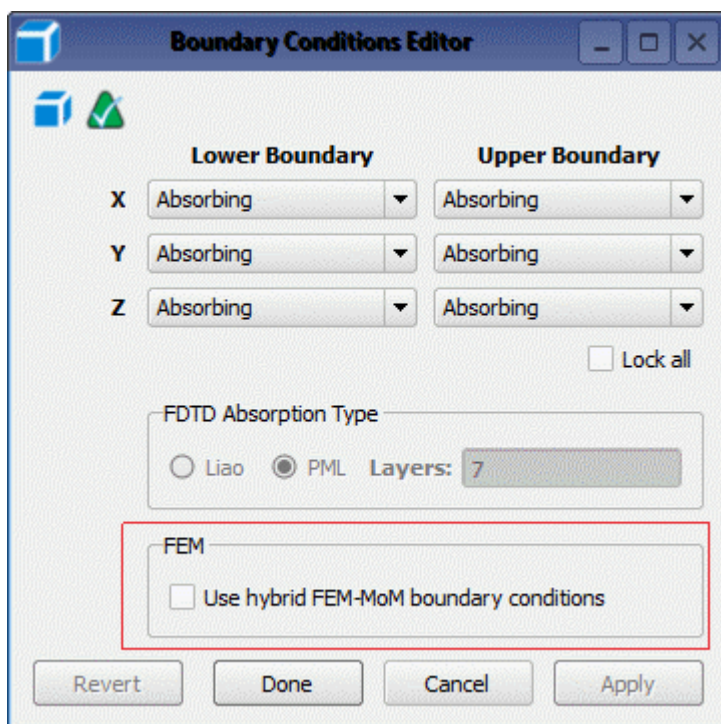 Boundary Conditions Editor
Lower Boundary Upper Boundary
X Absorbing Absorbing
Y Absorbing Absorbing
Z Absorbing Absorbing
Lock all
FDTD Absorption Type
Liao PML Layers: 7
FEM
Use hybrid FEM-MoM boundary conditions
Revert Done Cancel Apply